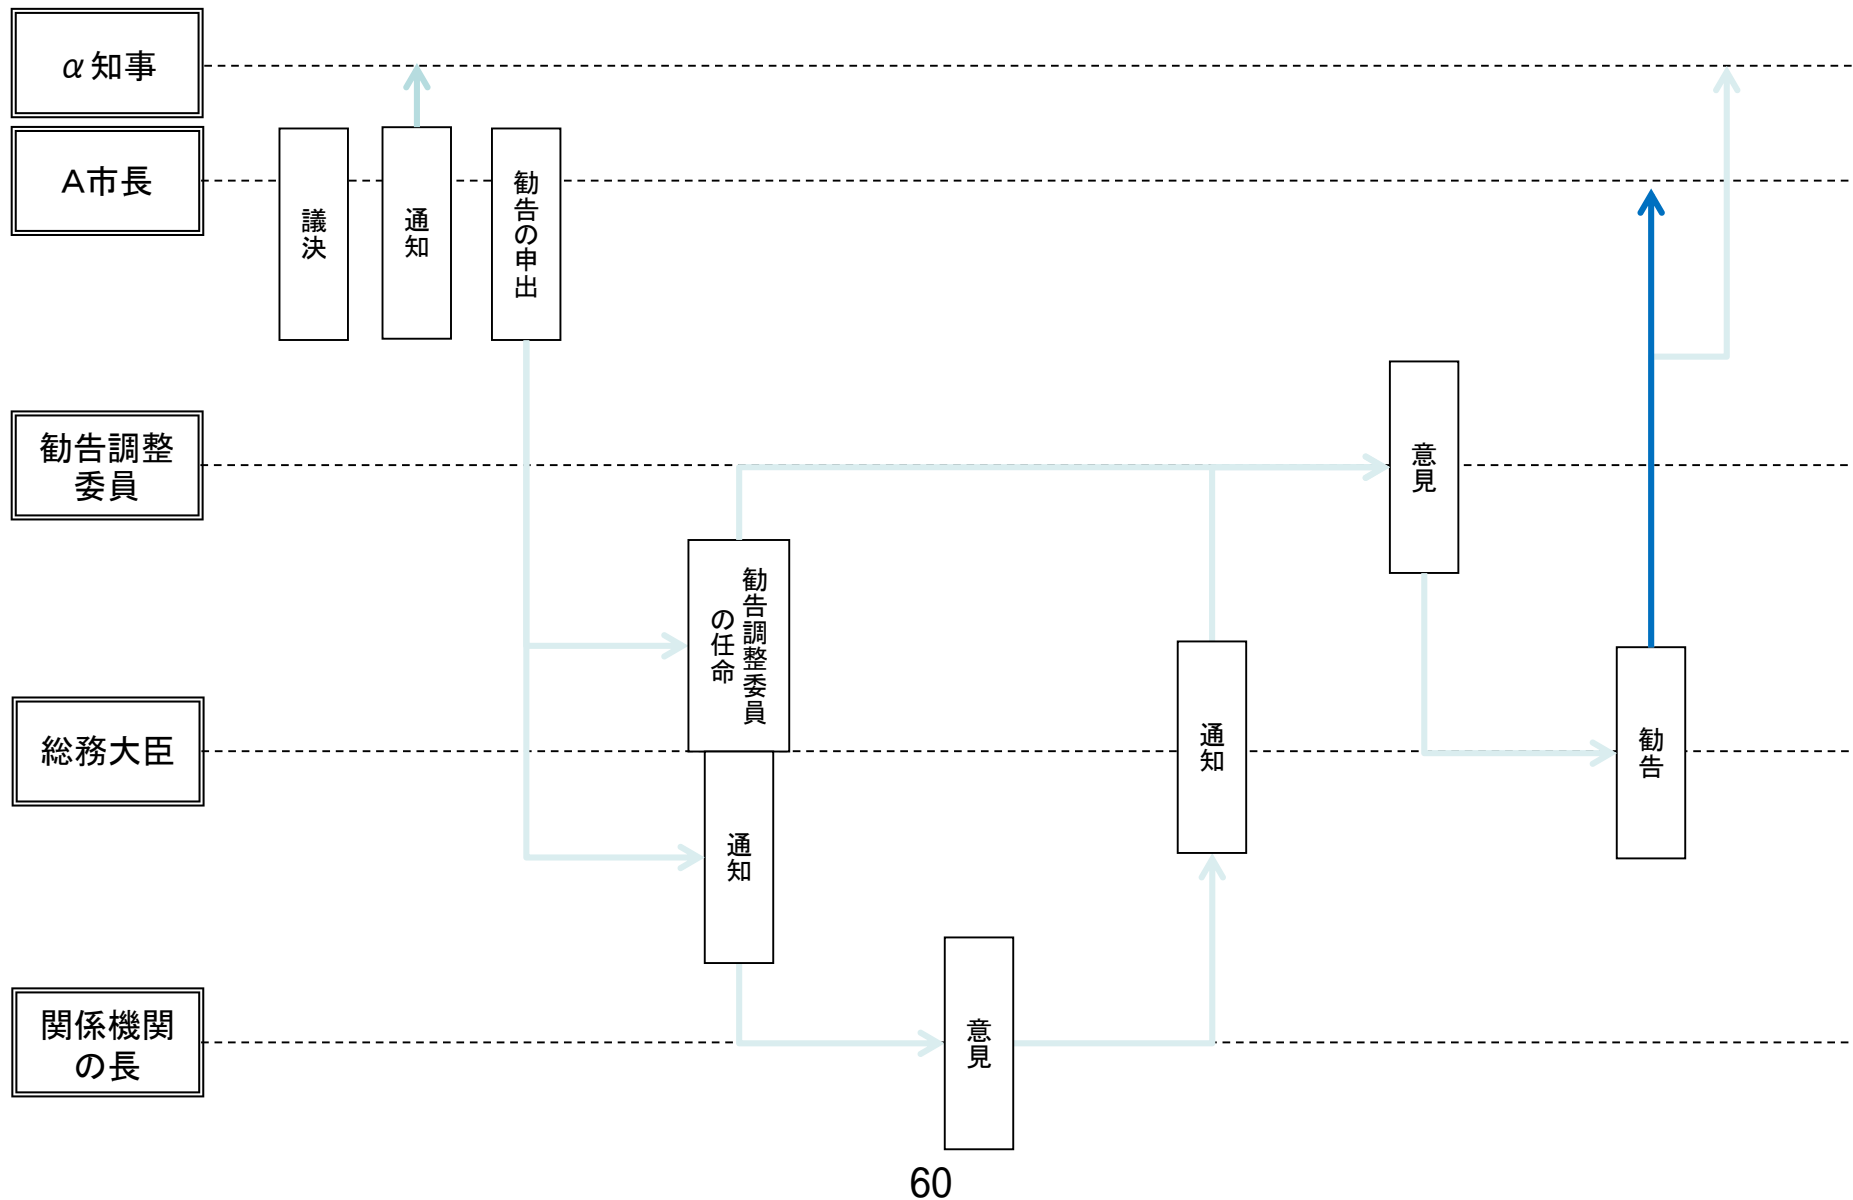 α知事
A市長
議決
通知
勧告の申出
勧告調整
委員
意見
勧告調整委員
の任命
総務大臣
通知
勧告
通知
関係機関
の長
意見
60